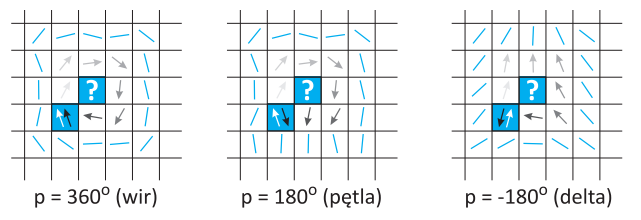 ? ? ?
p = 360° (wir) p = 180° (pętla) p = -180° (delta)